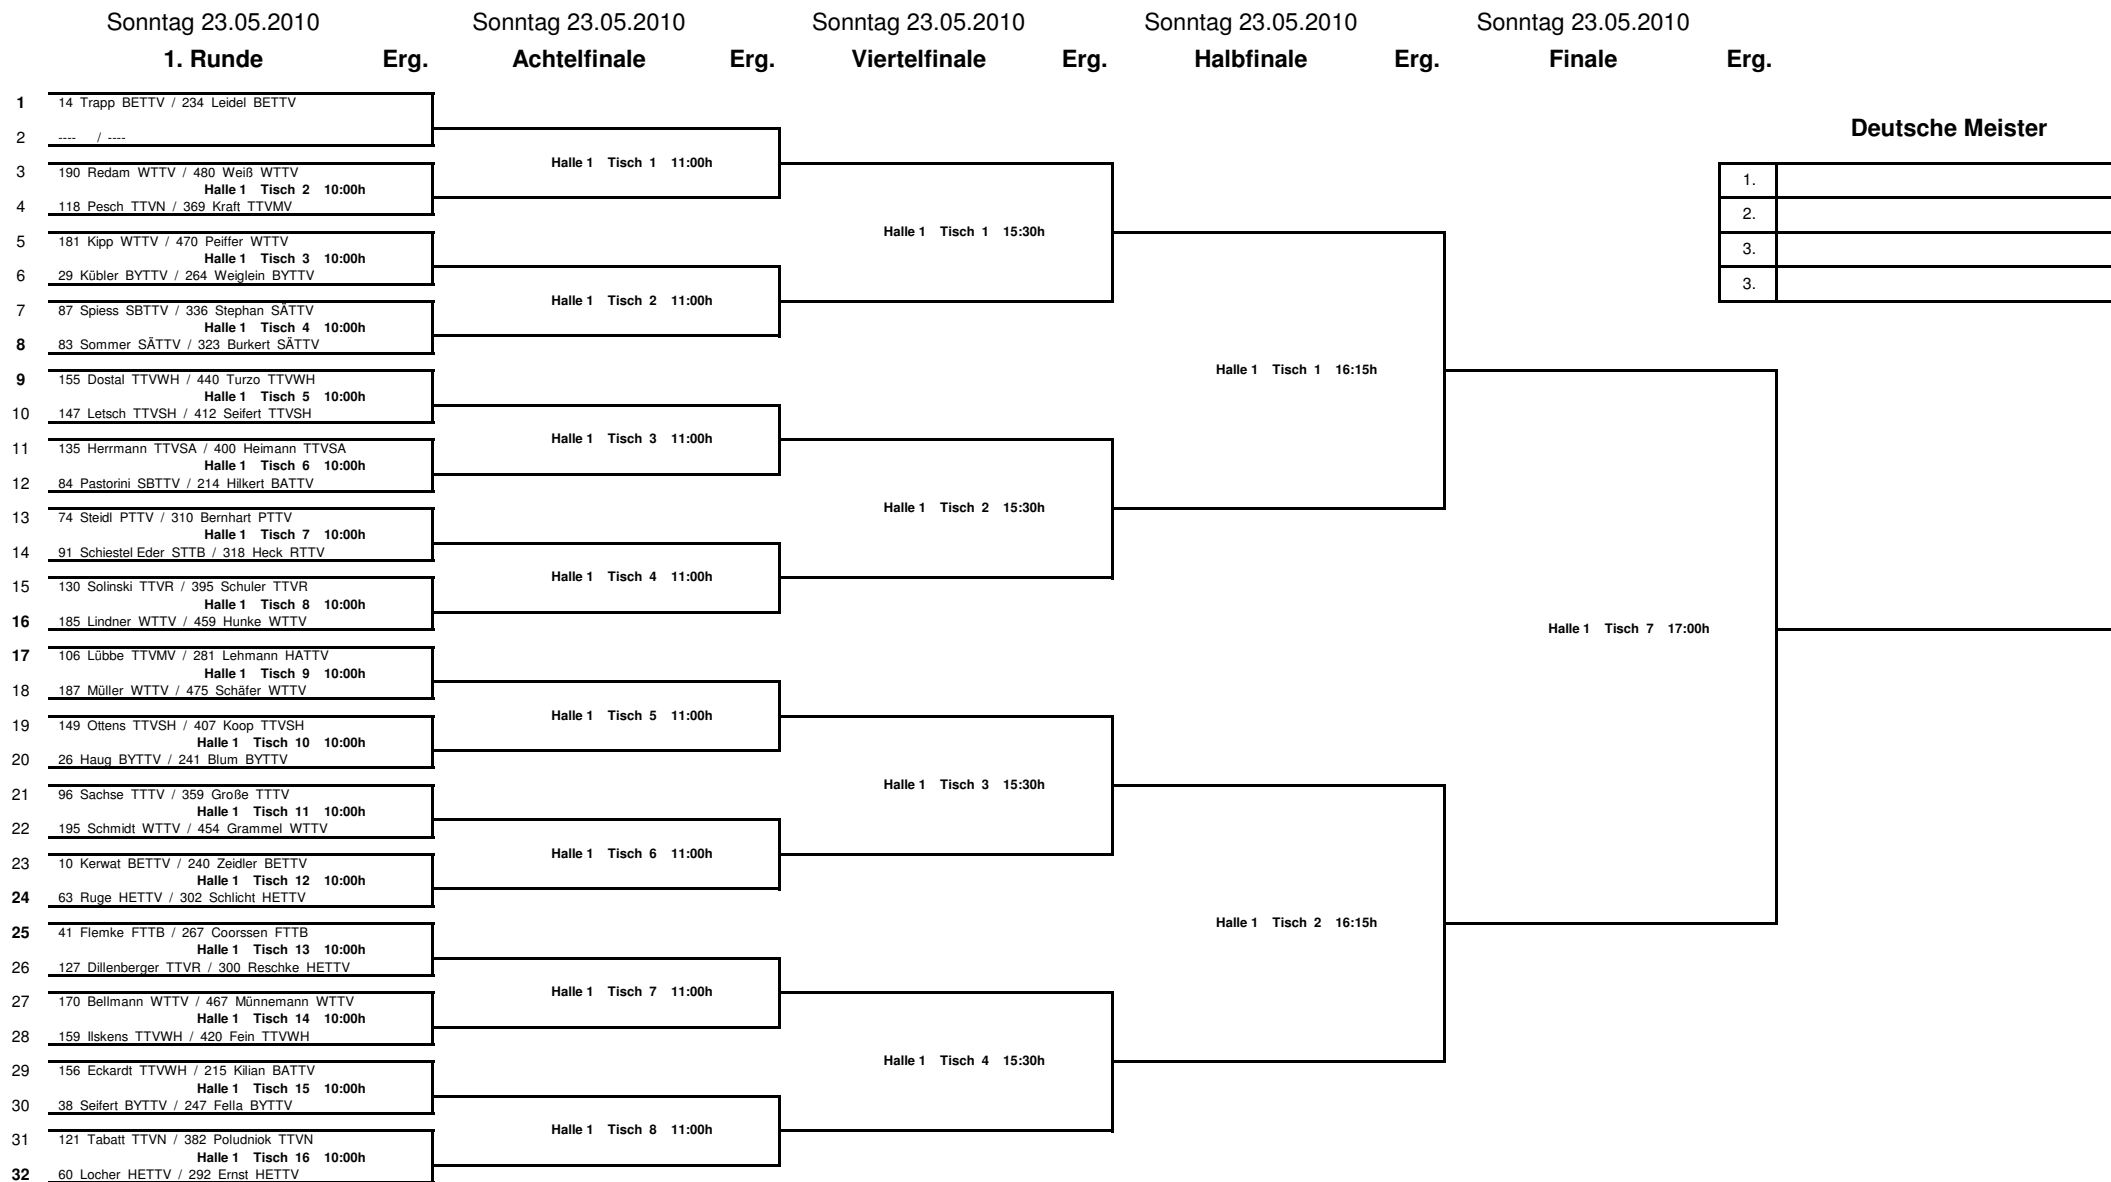 Sonntag 23.05.2010 Sonntag 23.05.2010 Sonntag 23.05.2010 Sonntag 23.05.2010 Sonntag 23.05.2010
1. Runde Erg. Achtelfinale Erg. Viertelfinale Erg. Halbfinale Erg. Finale Erg.
1 14 Trapp BETTV / 234 Leidel BETTV
Deutsche Meister
2 ---- / ----
Halle 1 Tisch 1 11:00h
3 190 Redam WTTV / 480 Weiß WTTV
1.
Halle 1 Tisch 2 10:00h
4 118 Pesch TTVN / 369 Kraft TTVMV
2.
Halle 1 Tisch 1 15:30h
5 181 Kipp WTTV / 470 Peiffer WTTV
3.
Halle 1 Tisch 3 10:00h
6 29 Kübler BYTTV / 264 Weiglein BYTTV
3.
Halle 1 Tisch 2 11:00h
7 87 Spiess SBTTV / 336 Stephan SÄTTV
Halle 1 Tisch 4 10:00h
8 83 Sommer SÄTTV / 323 Burkert SÄTTV
Halle 1 Tisch 1 16:15h
9 155 Dostal TTVWH / 440 Turzo TTVWH
Halle 1 Tisch 5 10:00h
10 147 Letsch TTVSH / 412 Seifert TTVSH
Halle 1 Tisch 3 11:00h
11 135 Herrmann TTVSA / 400 Heimann TTVSA
Halle 1 Tisch 6 10:00h
12 84 Pastorini SBTTV / 214 Hilkert BATTV
Halle 1 Tisch 2 15:30h
13 74 Steidl PTTV / 310 Bernhart PTTV
Halle 1 Tisch 7 10:00h
14 91 Schiestel Eder STTB / 318 Heck RTTV
Halle 1 Tisch 4 11:00h
15 130 Solinski TTVR / 395 Schuler TTVR
Halle 1 Tisch 8 10:00h
16 185 Lindner WTTV / 459 Hunke WTTV
Halle 1 Tisch 7 17:00h
17 106 Lübbe TTVMV / 281 Lehmann HATTV
Halle 1 Tisch 9 10:00h
18 187 Müller WTTV / 475 Schäfer WTTV
Halle 1 Tisch 5 11:00h
19 149 Ottens TTVSH / 407 Koop TTVSH
Halle 1 Tisch 10 10:00h
20 26 Haug BYTTV / 241 Blum BYTTV
Halle 1 Tisch 3 15:30h
21 96 Sachse TTTV / 359 Große TTTV
Halle 1 Tisch 11 10:00h
22 195 Schmidt WTTV / 454 Grammel WTTV
Halle 1 Tisch 6 11:00h
23 10 Kerwat BETTV / 240 Zeidler BETTV
Halle 1 Tisch 12 10:00h
24 63 Ruge HETTV / 302 Schlicht HETTV
Halle 1 Tisch 2 16:15h
25 41 Flemke FTTB / 267 Coorssen FTTB
Halle 1 Tisch 13 10:00h
26 127 Dillenberger TTVR / 300 Reschke HETTV
Halle 1 Tisch 7 11:00h
27 170 Bellmann WTTV / 467 Münnemann WTTV
Halle 1 Tisch 14 10:00h
28 159 Ilskens TTVWH / 420 Fein TTVWH
Halle 1 Tisch 4 15:30h
29 156 Eckardt TTVWH / 215 Kilian BATTV
Halle 1 Tisch 15 10:00h
30 38 Seifert BYTTV / 247 Fella BYTTV
Halle 1 Tisch 8 11:00h
31 121 Tabatt TTVN / 382 Poludniok TTVN
Halle 1 Tisch 16 10:00h
32 60 Locher HETTV / 292 Ernst HETTV